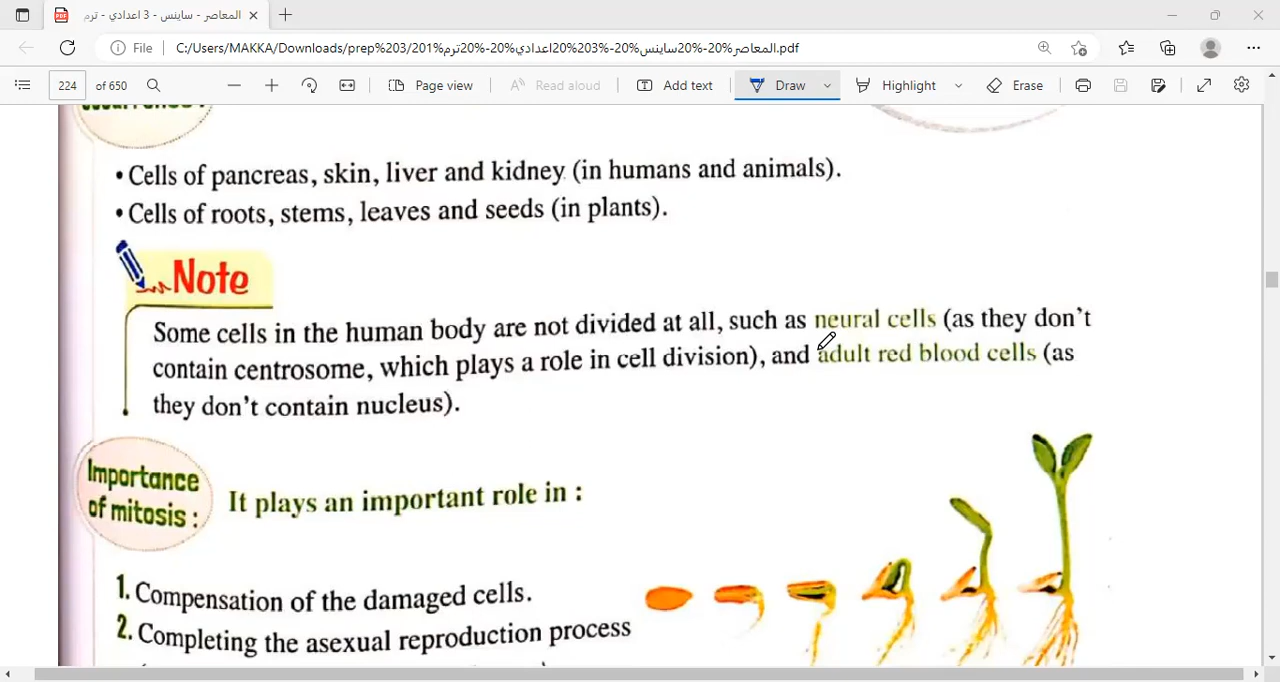 المعاصر - ساينس - 3 اعدادي - ترم
File
C:/Users/MAKKA/Downloads/prep%203/201%المعاصر%20-%20ساينس%20-%203%20اعدادي%20-%20ترم.pdf
224 of 650
Page view
Read aloud
Add text
Draw
Highlight
Erase
• Cells of pancreas, skin, liver and kidney (in humans and animals).
• Cells of roots, stems, leaves and seeds (in plants).
Note
Some cells in the human body are not divided at all, such as neural cells (as they don't
contain centrosome, which plays a role in cell division), and adult red blood cells (as
they don't contain nucleus).
Importance
of mitosis :
It plays an important role in :
1. Compensation of the damaged cells.
2. Completing the asexual reproduction process